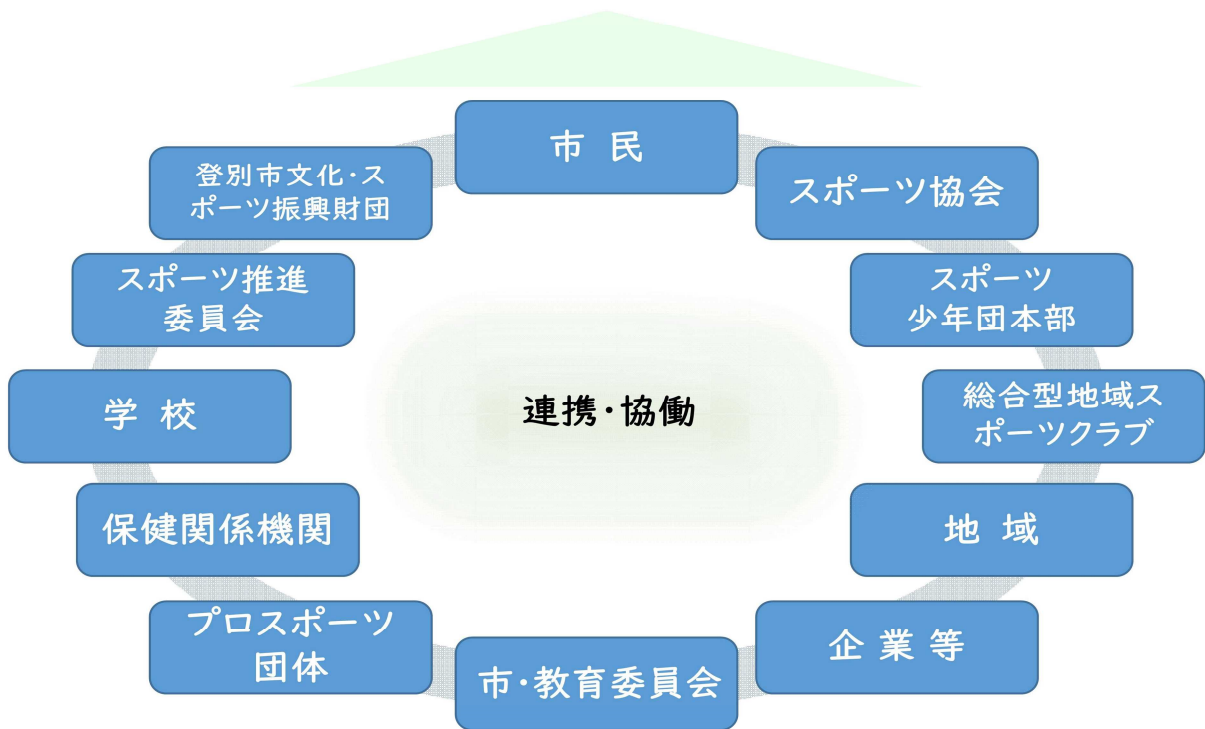 市 民
登別市文化・ス
ポーツ振興財団
スポーツ協会
スポーツ推進
委員会
スポーツ
少年団本部
学 校
連携・協働
総合型地域ス
ポーツクラブ
保健関係機関
地 域
プロスポーツ
団体
市・教育委員会
企 業 等